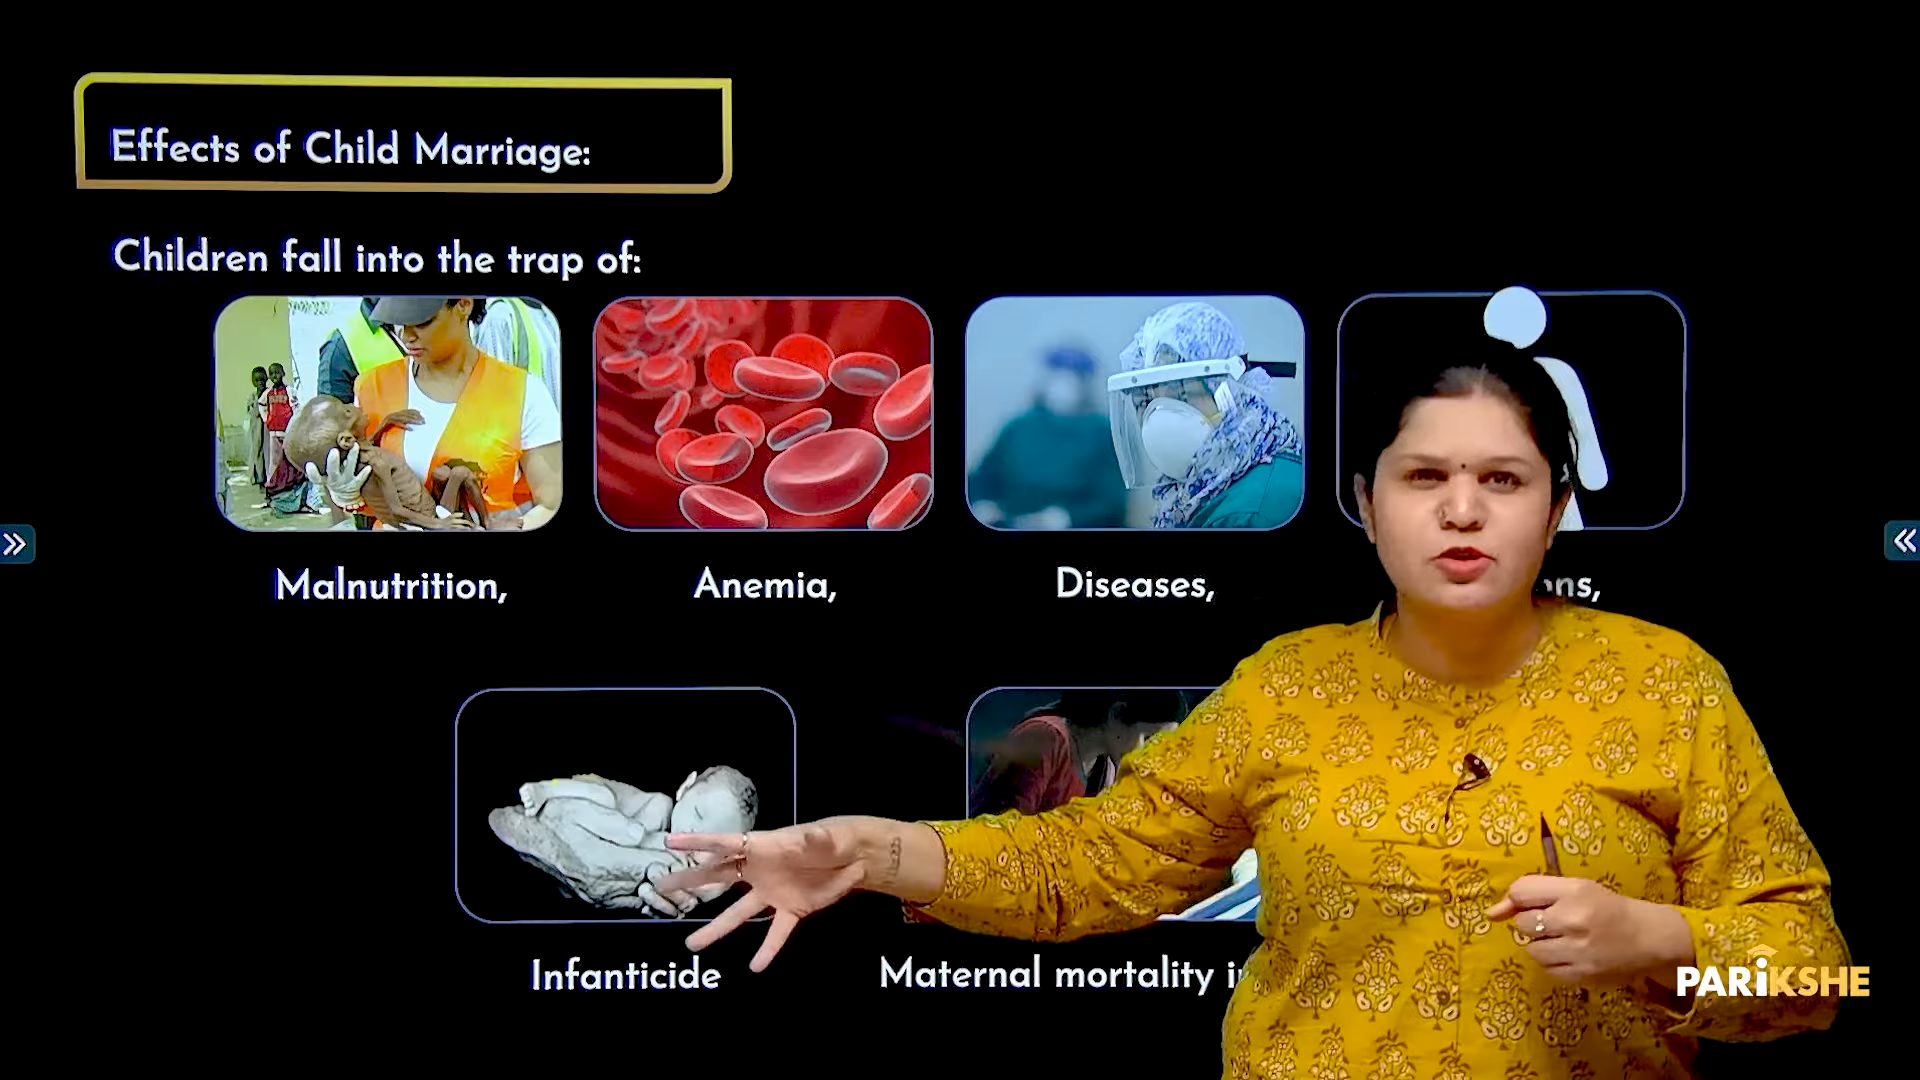 Effects of Child Marriage:
Children fall into the trap of:
Malnutrition,
Anemia,
Diseases,
Infanticide
Maternal mortality
PARiKSHE